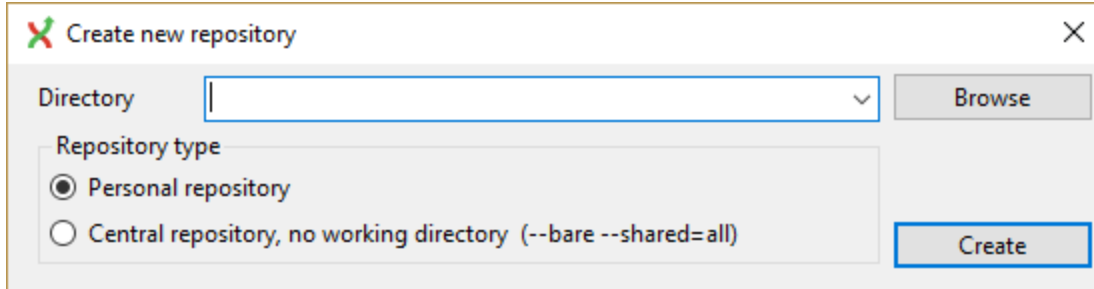 Create new repository
Directory
Browse
Repository type
Personal repository
Central repository, no working directory (--bare --shared=all)
Create